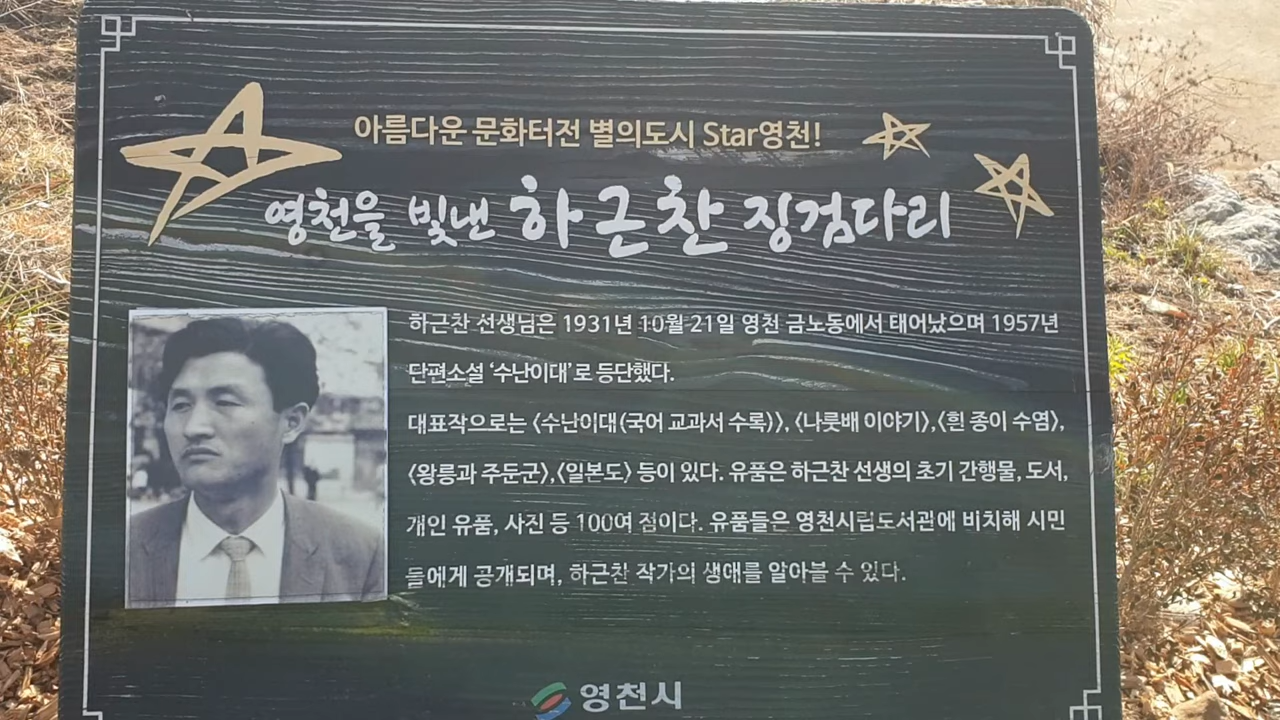 아름다운 문화터전 별의도시 Star영천!
영천을 빛낸 하근찬 징검다리
하근찬 선생님은 1931년 10월 21일 영천 금노동에서 태어났으며 1957년
단편소설 ‘수난이대’로 등단했다.
대표작으로는 〈수난이대(국어 교과서 수록)〉, 〈나룻배 이야기〉,〈흰 종이 수염〉,
〈왕릉과 주둔군〉,〈일본도〉 등이 있다. 유품은 하근찬 선생의 초기 간행물, 도서,
개인 유품, 사진 등 100여 점이다. 유품들은 영천시립도서관에 비치해 시민
들에게 공개되며, 하근찬 작가의 생애를 알아볼 수 있다.
영천시